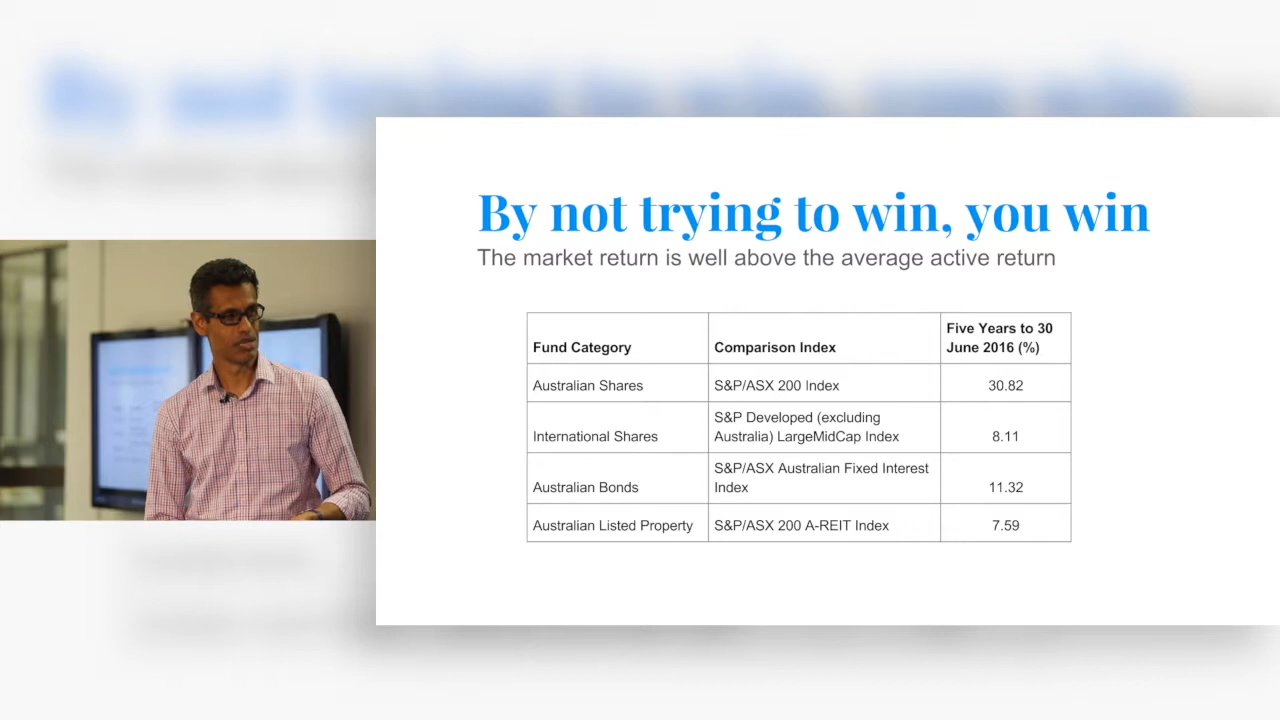 By not trying to win, you win
The market return is well above the average active return
Fund Category
Comparison Index
Five Years to 30
June 2016 (%)
Australian Shares
S&P/ASX 200 Index
30.82
International Shares
S&P Developed (excluding
Australia) LargeMidCap Index
8.11
Australian Bonds
S&P/ASX Australian Fixed Interest
Index
11.32
Australian Listed Property
S&P/ASX 200 A-REIT Index
7.59